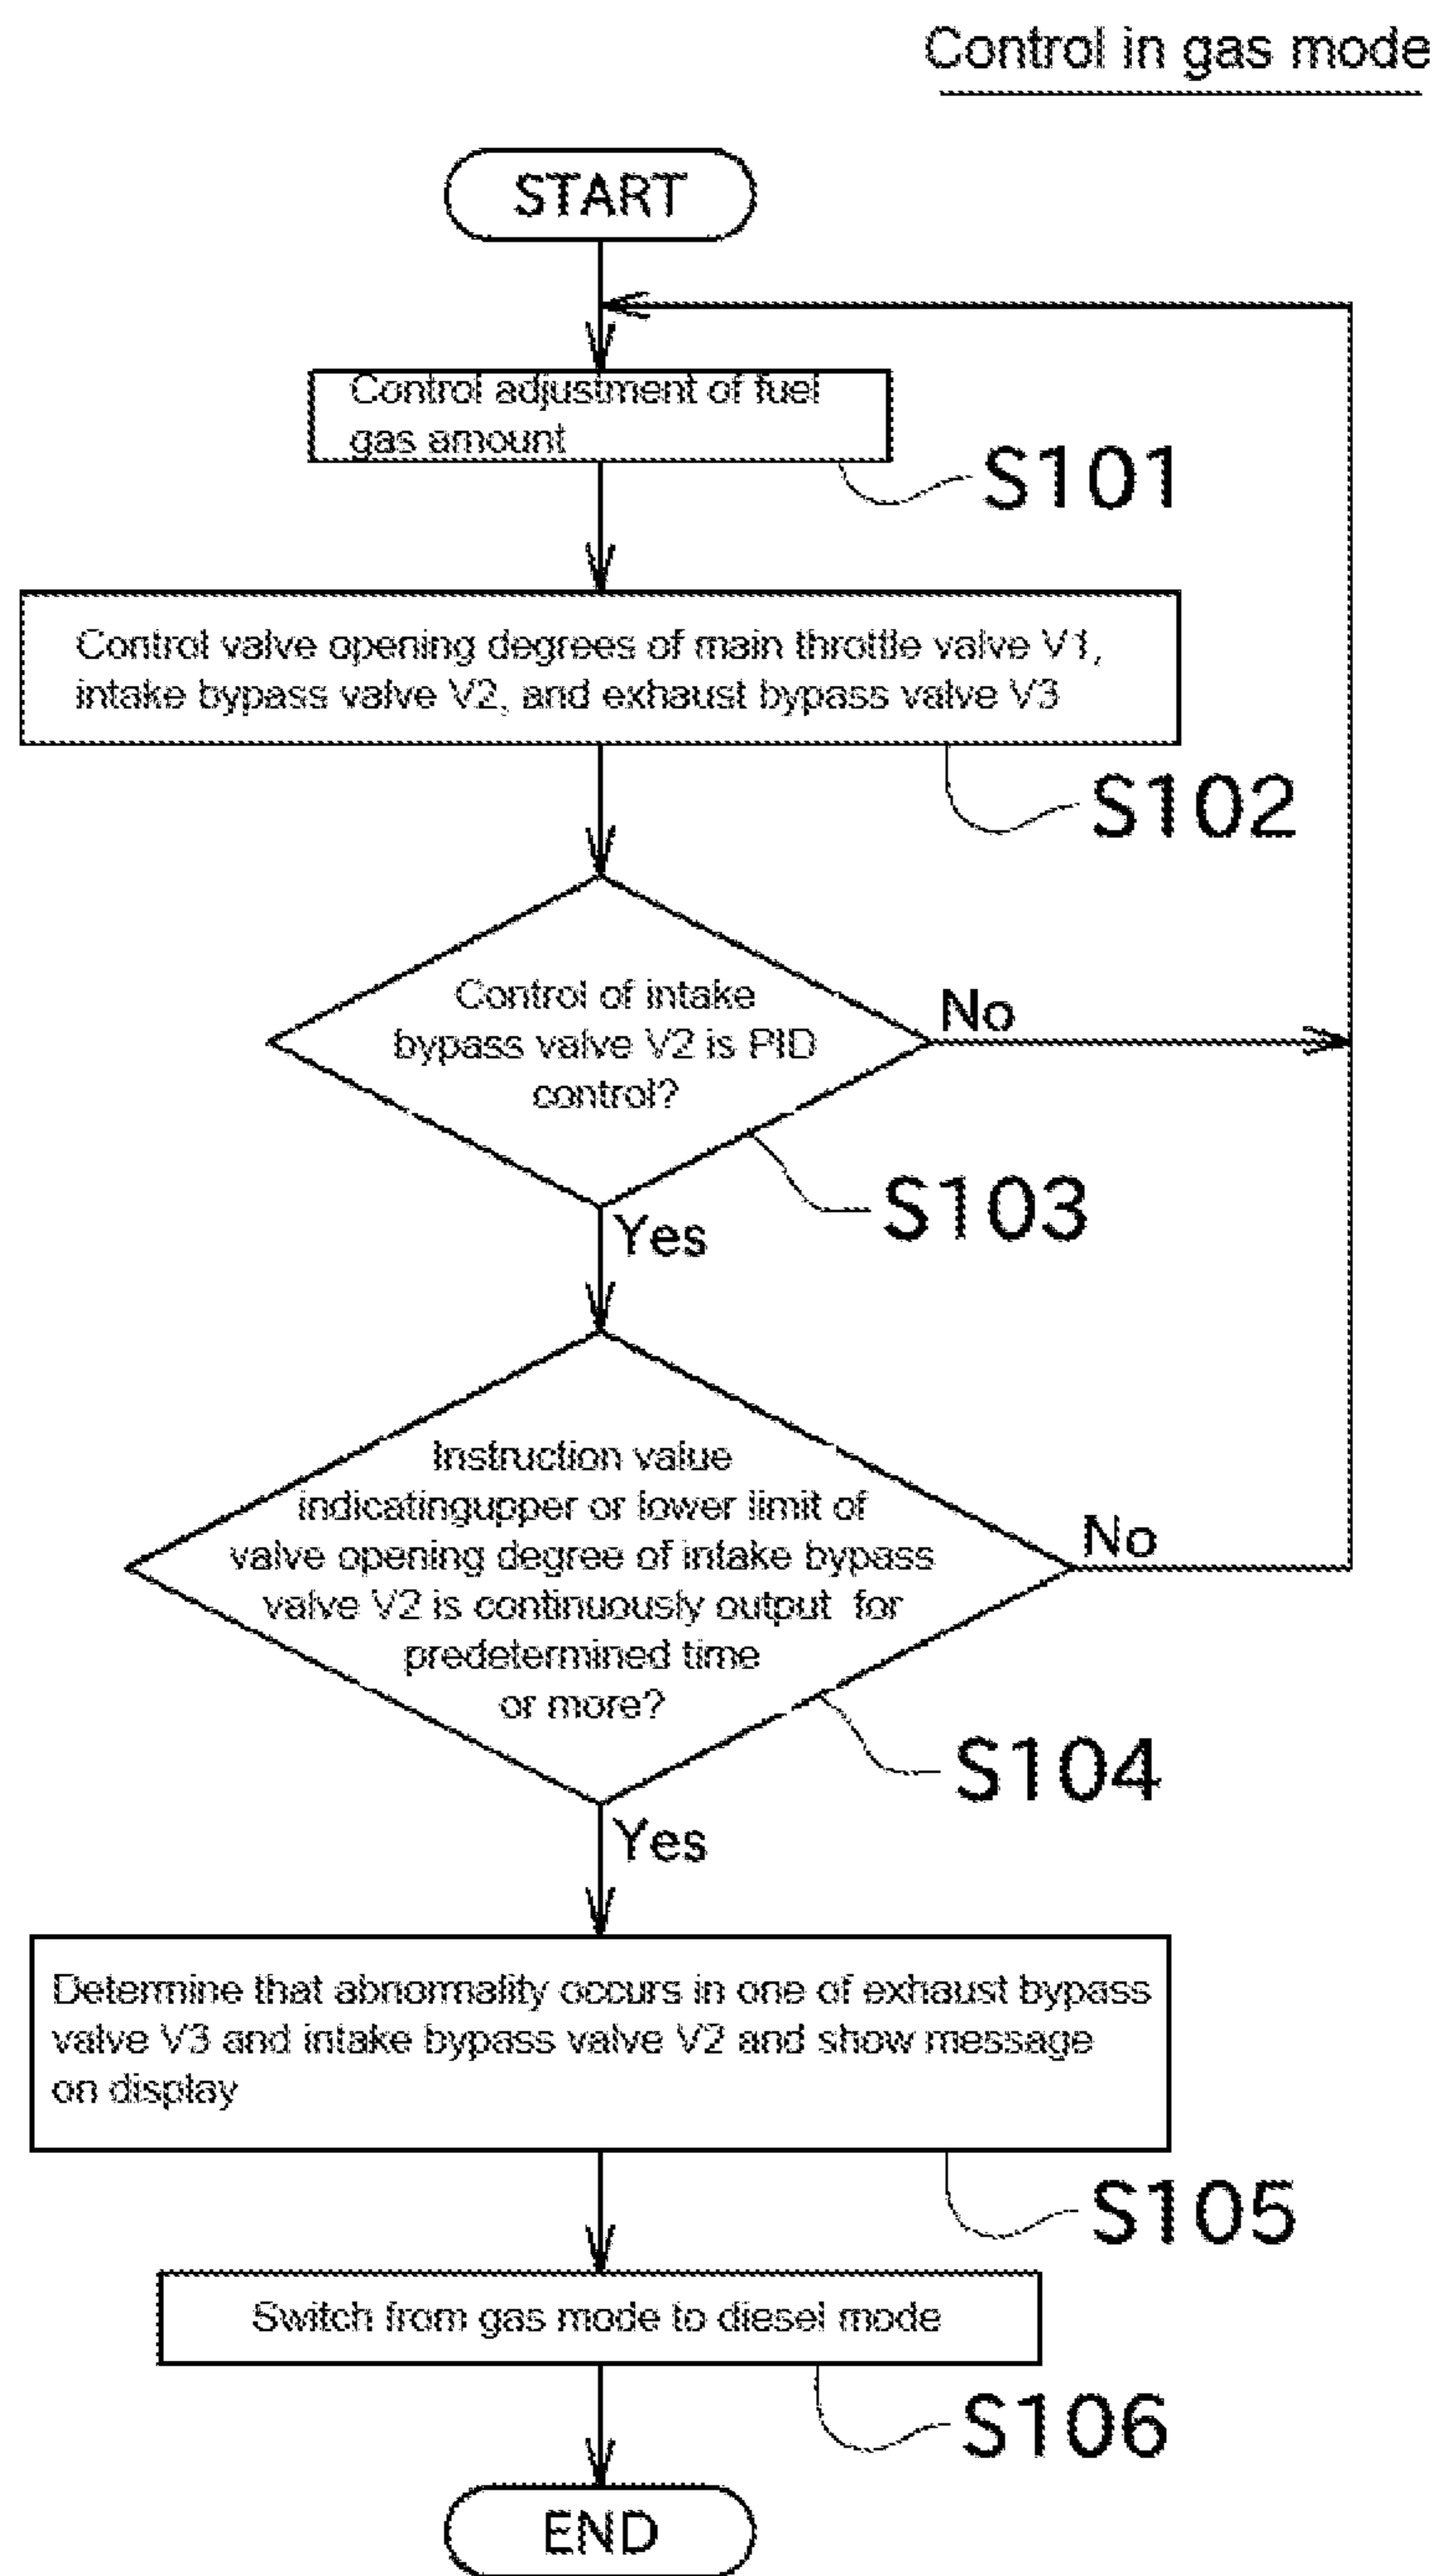 Control in gas mode
START
Control adjustment of fuel
gas amount
S101
Control valve opening degrees of main throttle valve V1,
intake bypass valve V2, and exhaust bypass valve V3
S102
Control of intake
bypass valve V2 is PID
control?
No
S103
Yes
Instruction value
indicatingupper or lower limit of
valve opening degree of intake bypass
valve V2 is continuously output for
predetermined time
or more?
No
S104
Yes
Determine that abnormality occurs in one of exhaust bypass
valve V3 and intake bypass valve V2 and show message
on display
S105
Switch from gas mode to diesel mode
S106
END